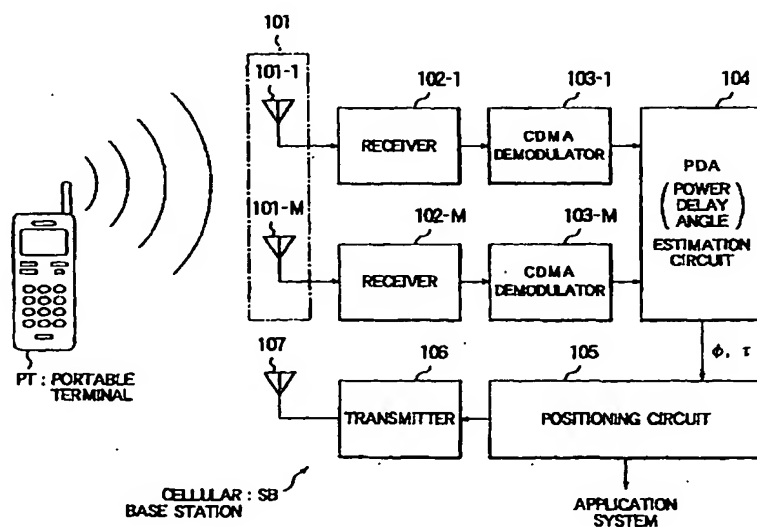 101
101-1
102-1
103-1
104
RECEIVER
CDMA
DEMODULATOR
PDA
(POWER
DELAY
ANGLE)
ESTIMATION
CIRCUIT
101-M
102-M
103-M
RECEIVER
CDMA
DEMODULATOR
PT : PORTABLE
TERMINAL
107
106
105
φ, τ
TRANSMITTER
POSITIONING CIRCUIT
CELLULAR : SB
BASE STATION
APPLICATION
SYSTEM